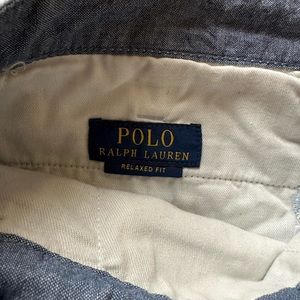 POLO
RALPH LAUREN
RELAXED FIT